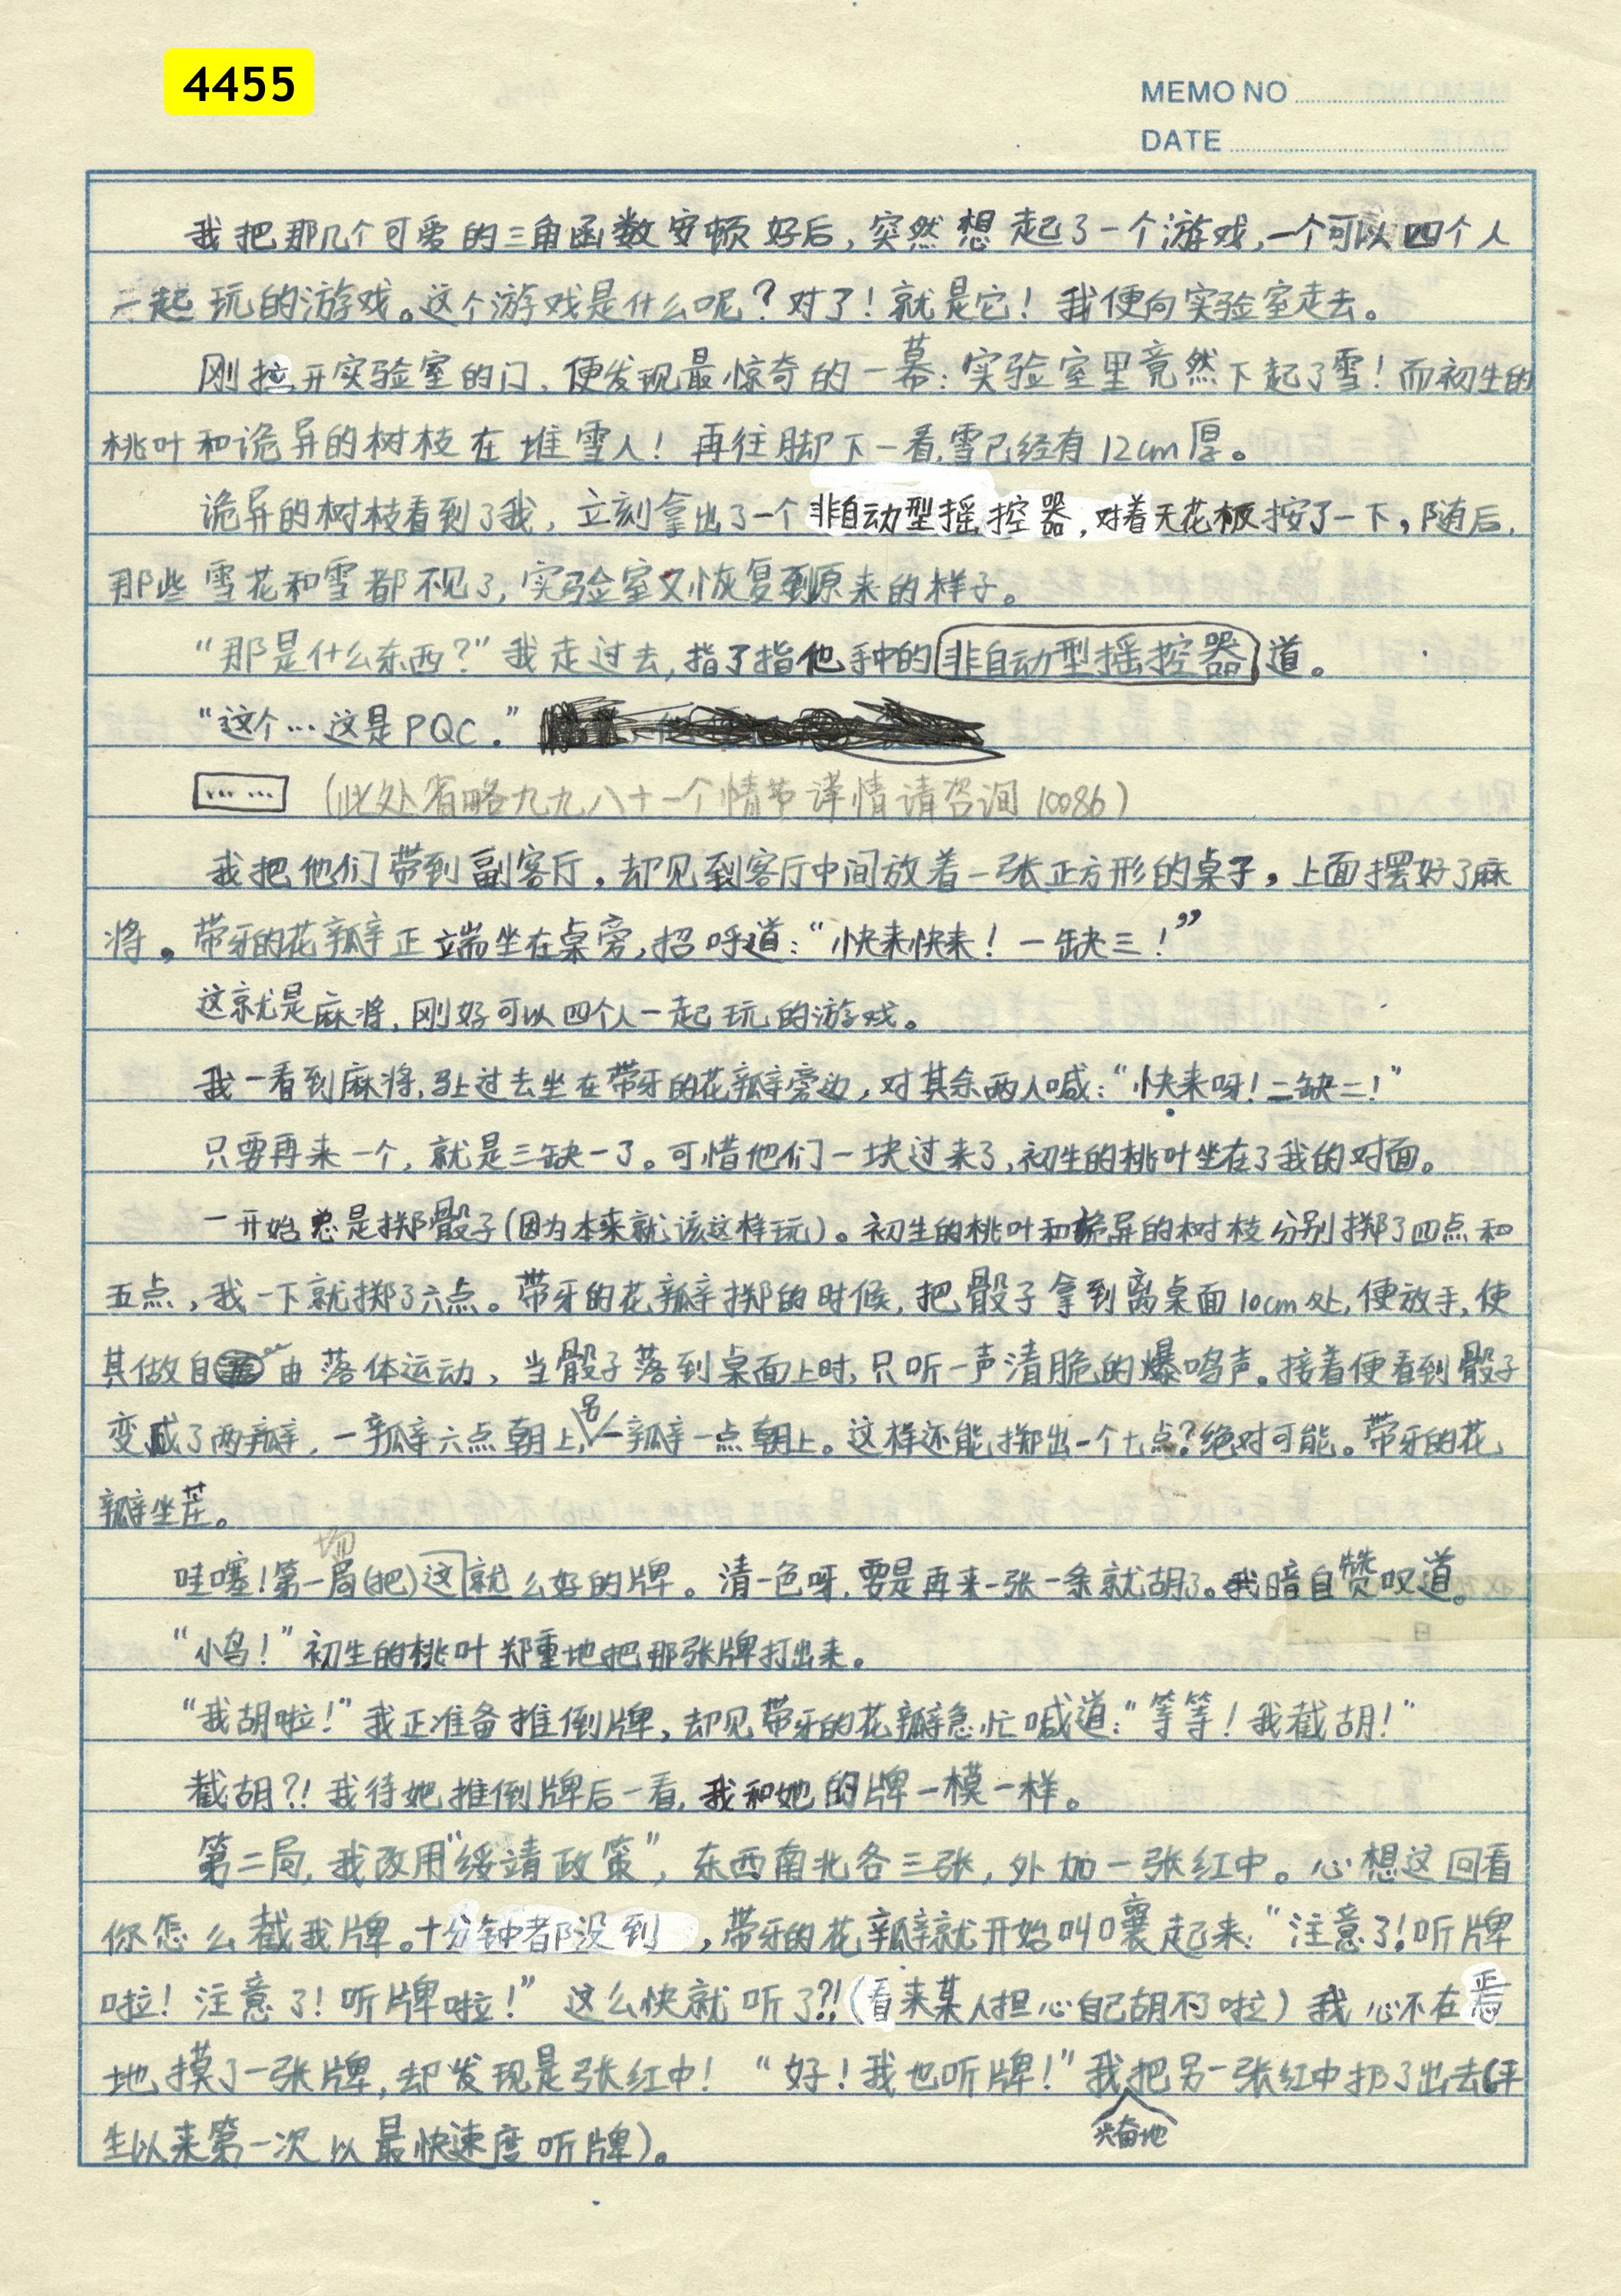 4455
MEMO NO
DATE
我把那几个可爱的三角函数安顿好后，突然想起了一个游戏，一个可以四个人
一起玩的游戏。这个游戏是什么呢？对了！就是它！我便向实验室走去。
刚拉开实验室的门，便发现最惊奇的一幕：实验室里竟然下起了雪！而初生的
桃叶和诡异的树枝在堆雪人！再往脚下一看，雪已经有12cm厚。
诡异的树枝看到了我，立刻拿出了一个非自动型摇控器，对着天花板按了一下，随后，
那些雪花和雪都不见了，实验室又恢复到原来的样子。
“那是什么东西？”我走过去，指了指他手中的非自动型摇控器道。
“这个…这是PQC.”
……（此处省略九九八十一个情节详情请咨询10086）
我把他们带到副客厅，却见到客厅中间放着一张正方形的桌子，上面摆好了麻
将。带牙的花瓣正端坐在桌旁，招呼道：“快来快来！一缺三！”
这就是麻将，刚好可以四个人一起玩的游戏。
我一看到麻将，马上过去坐在带牙的花瓣旁边，对其余两人喊：“快来呀！二缺二！”
只要再来一个，就是三缺一了。可惜他们一块过来了，初生的桃叶坐在了我的对面。
一开始总是掷骰子（因为本来就该这样玩）。初生的桃叶和诡异的树枝分别掷了四点和
五点，我一下就掷了六点。带牙的花瓣掷的时候，把骰子拿到离桌面10cm处，便放手，使
其做自由落体运动，当骰子落到桌面上时，只听一声清脆的爆鸣声。接着便看到骰子
变成了两瓣，一瓣六点朝上，另一瓣一点朝上。这样还能掷出一个七点？绝对可能。带牙的花
瓣坐庄。
哇噻！第一局（把）场这就么好的牌。清一色呀，要是再来一张一条就胡了。我暗自赞叹道。
“小鸟！”初生的桃叶郑重地把那张牌打出来。
“我胡啦！”我正准备推倒牌，却见带牙的花瓣急忙喊道：“等等！我截胡！”
截胡？！我待她推倒牌后一看，我和她的牌一模一样。
第二局，我改用“绥靖政策”，东西南北各三张，外加一张红中。心想这回看
你怎么截我牌。十分钟都没到，带牙的花瓣就开始叫嚷起来：“注意了！听牌
啦！注意了！听牌啦！”这么快就听了？！（看来某人担心自己胡不了啦）我心不在焉
地摸了一张牌，却发现是张红中！“好！我也听牌！”我兴奋地把另一张红中扔了出去（平
生以来第一次以最快速度听牌）。